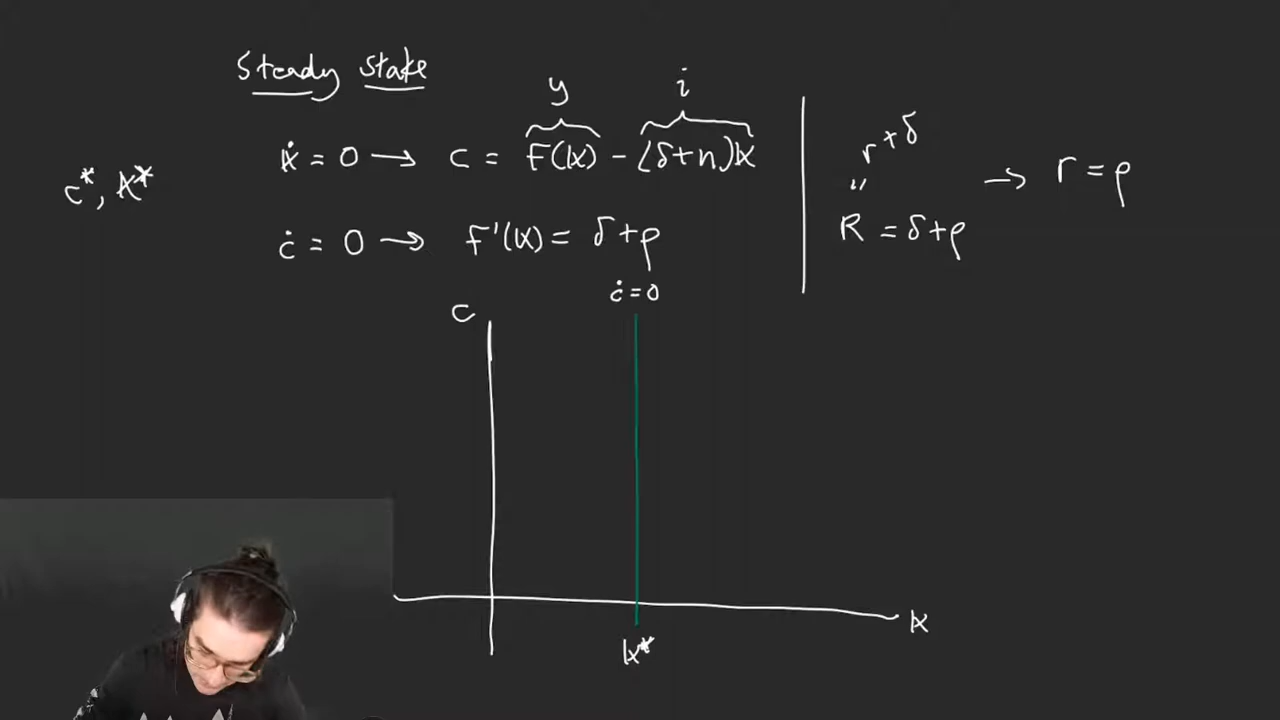 Steady State
y i
k̇ = 0 → c = F(k) − (δ+n)k
c*, k*
ċ = 0 → f'(k) = δ+ρ
r+δ
"
R = δ+ρ → r = ρ
ċ=0
c
k
k*